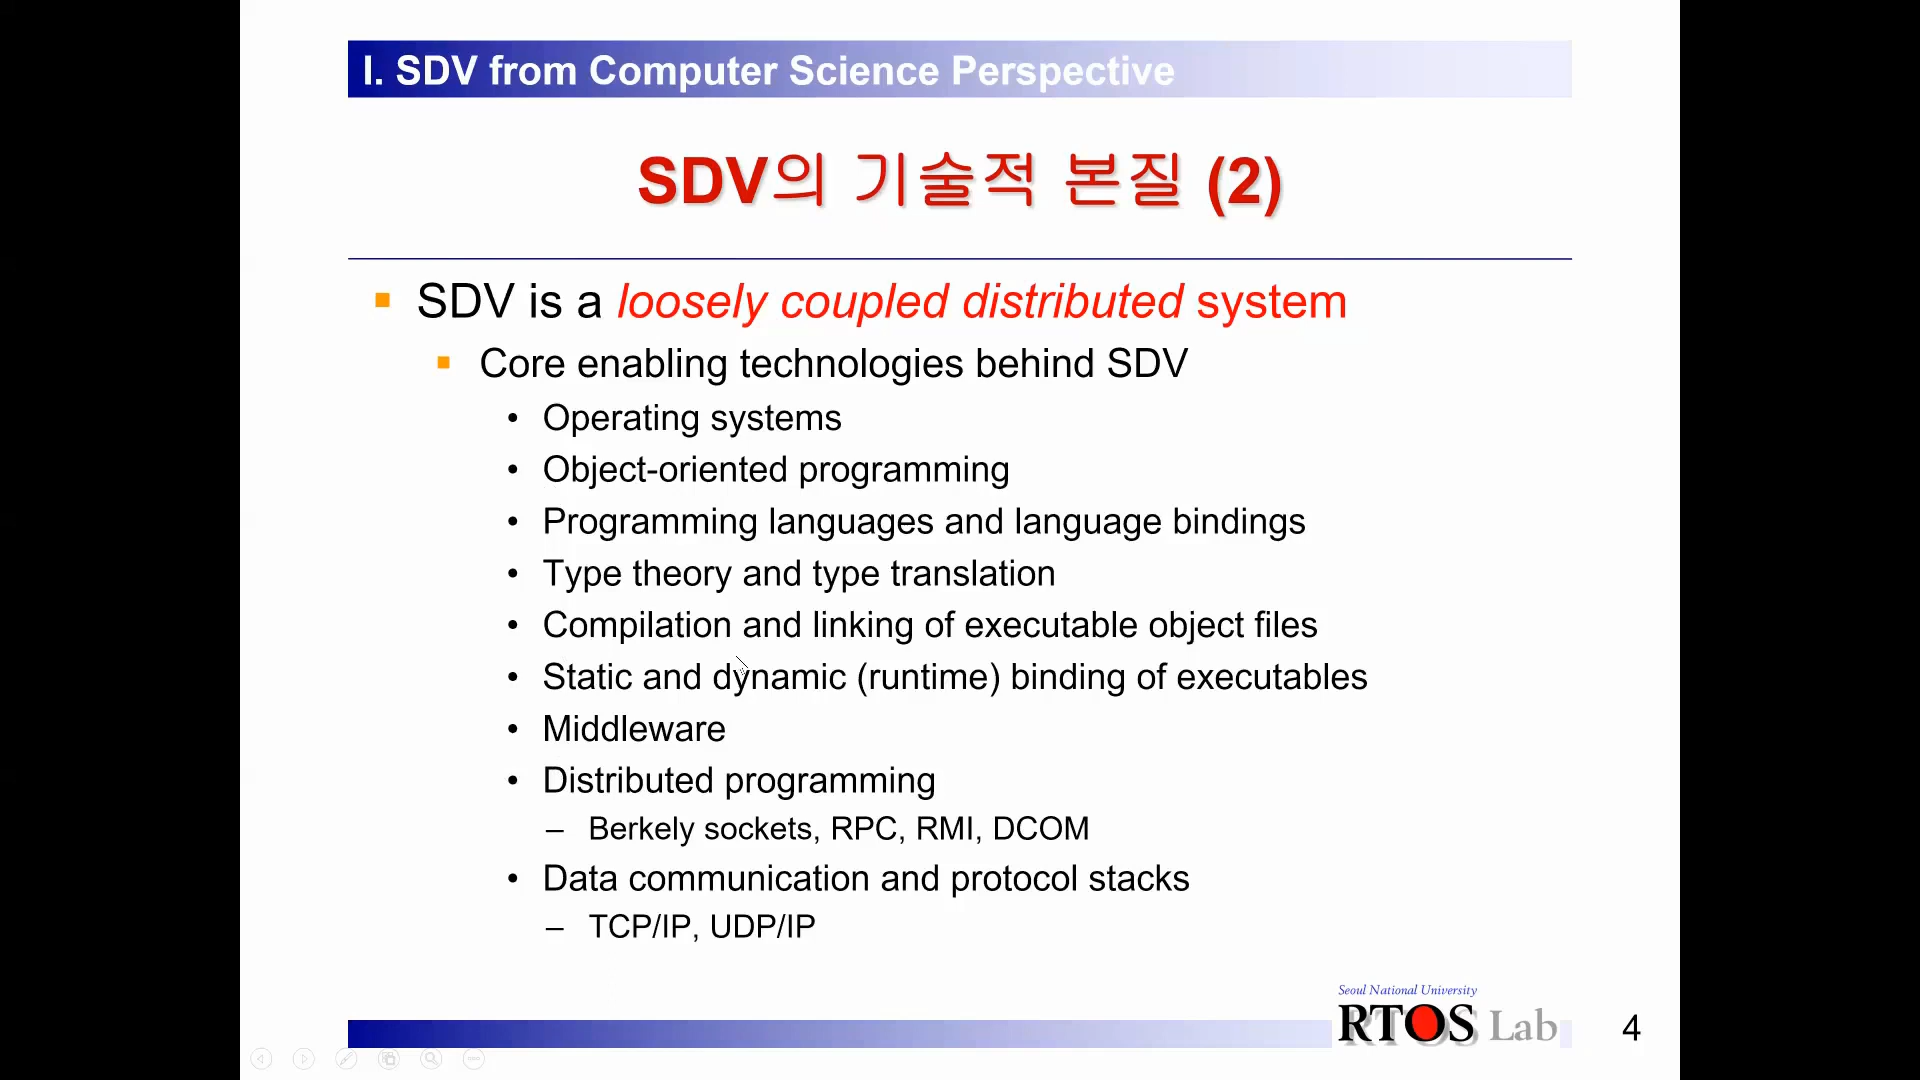 I. SDV from Computer Science Perspective
SDV의 기술적 본질 (2)
SDV is a loosely coupled distributed system
Core enabling technologies behind SDV
• Operating systems
• Object-oriented programming
• Programming languages and language bindings
• Type theory and type translation
• Compilation and linking of executable object files
• Static and dynamic (runtime) binding of executables
• Middleware
• Distributed programming
– Berkely sockets, RPC, RMI, DCOM
• Data communication and protocol stacks
– TCP/IP, UDP/IP
Seoul National University
RTOS Lab
4